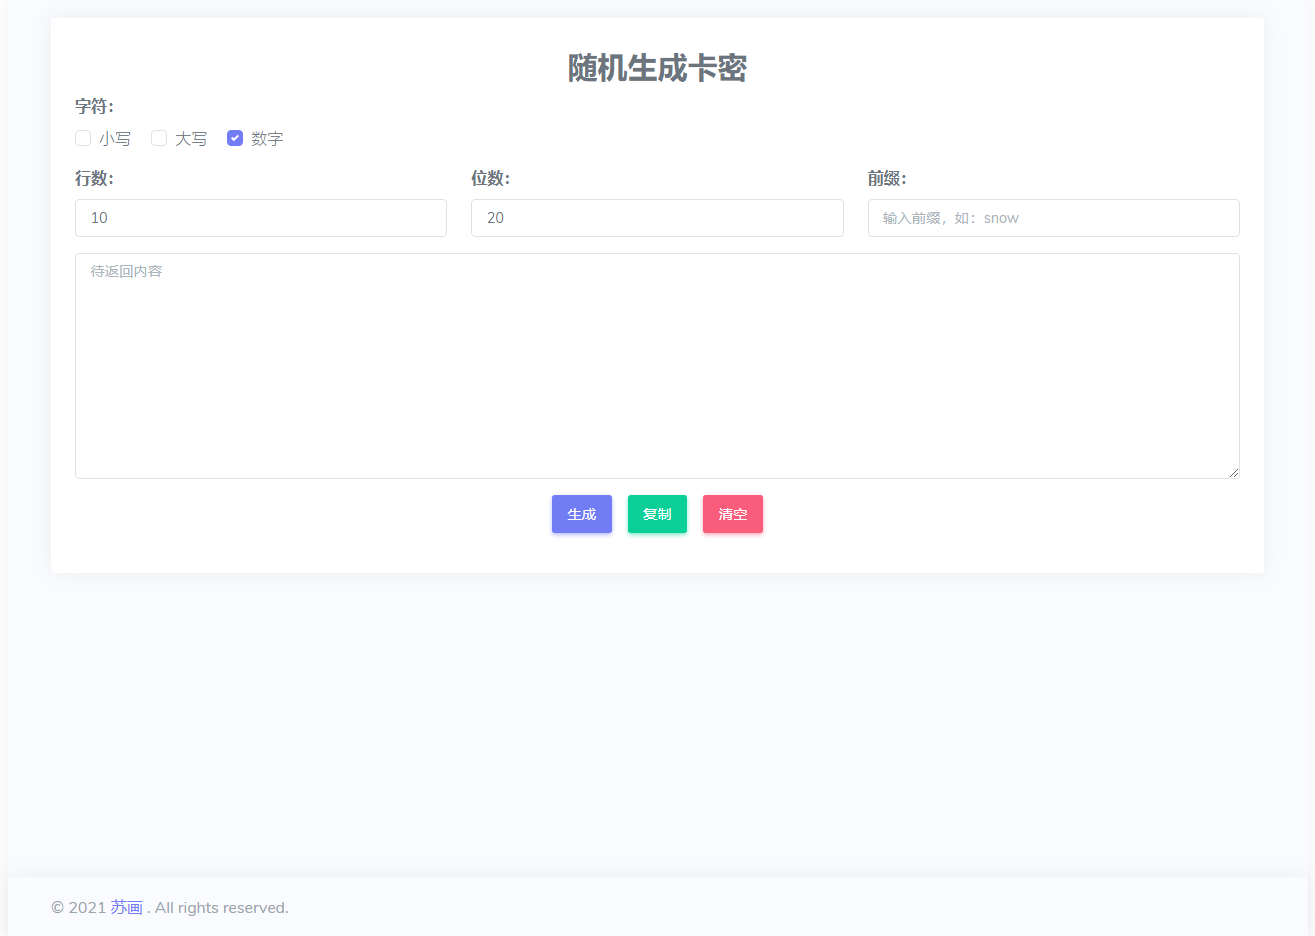 随机生成卡密
字符：
小写 大写 数字
行数： 位数： 前缀：
10 20 输入前缀，如：snow
待返回内容
生成 复制 清空
© 2021 苏画 . All rights reserved.